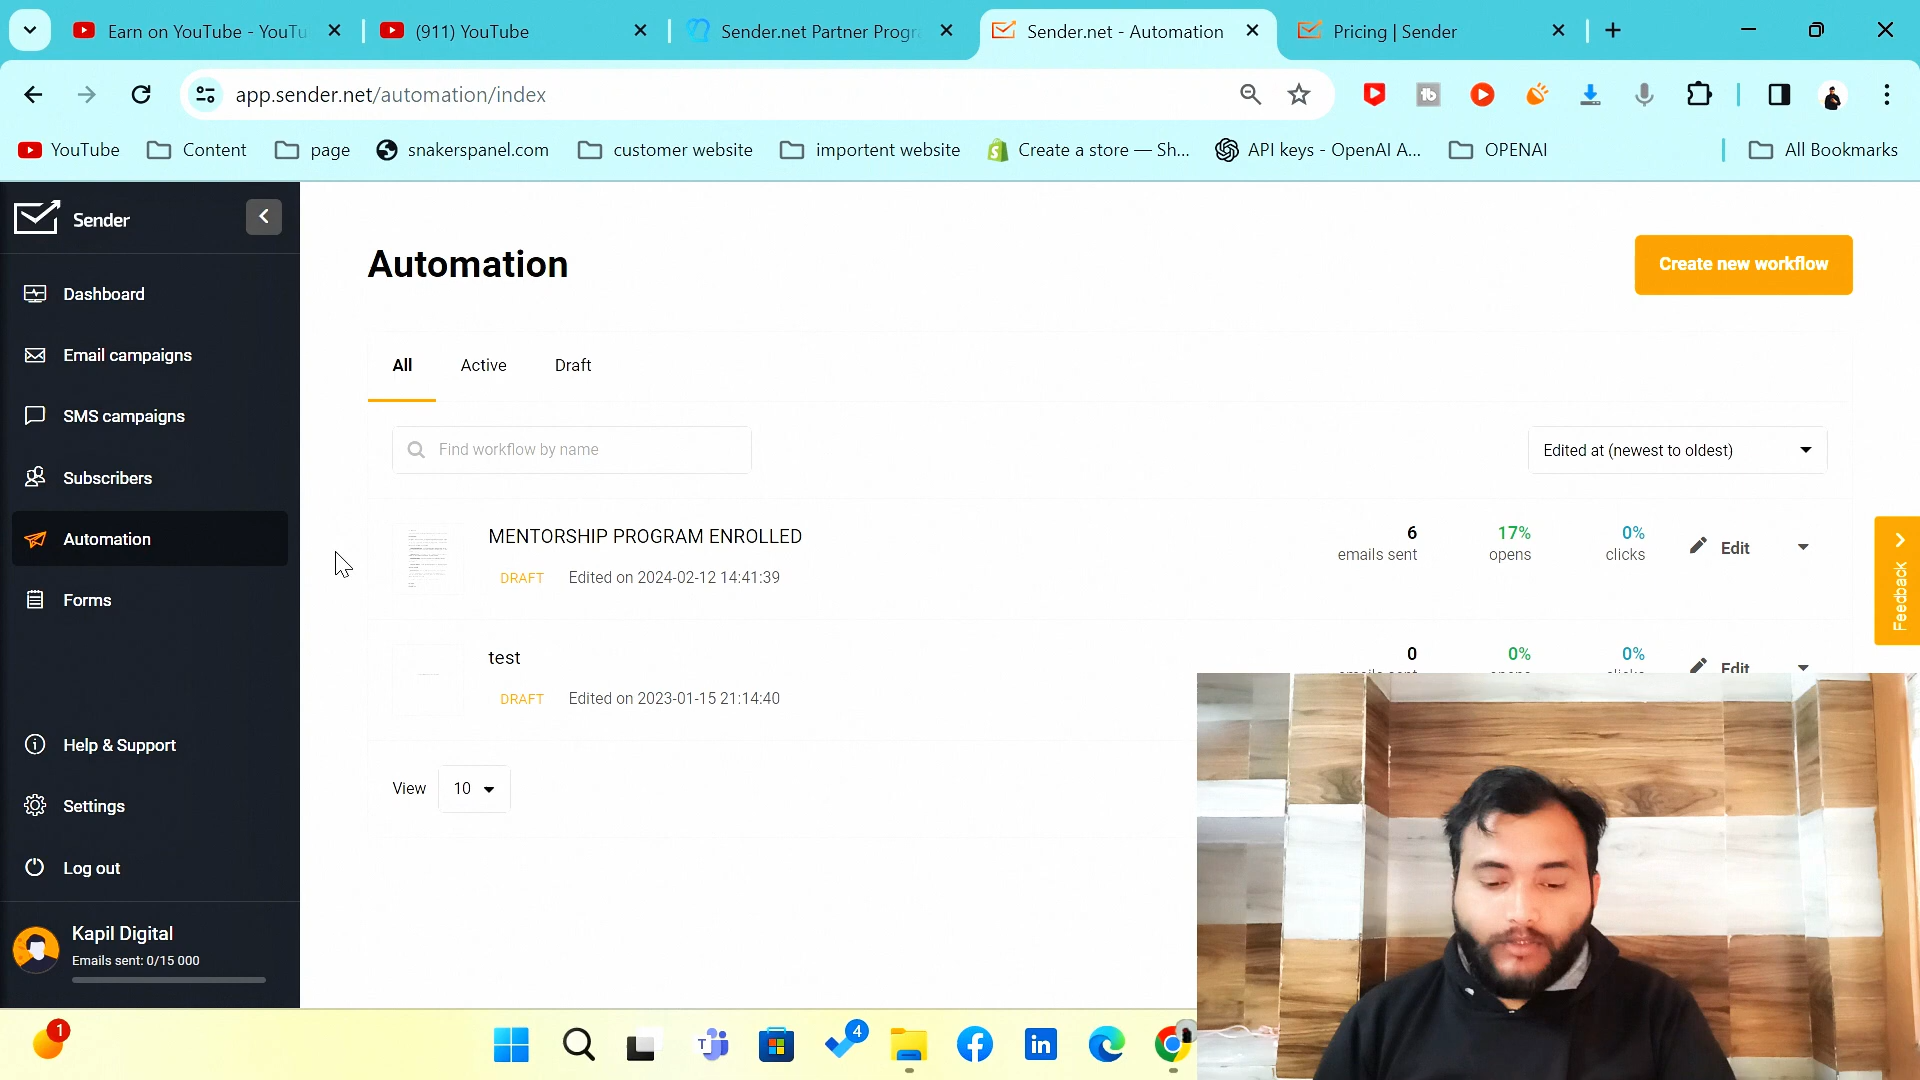 Earn on YouTube - YouTu
(911) YouTube
Sender.net Partner Progra
Sender.net - Automation
Pricing | Sender
app.sender.net/automation/index
YouTube
Content
page
snakerspanel.com
customer website
importent website
Create a store — Sh...
API keys - OpenAI A...
OPENAI
All Bookmarks
Sender
Dashboard
Email campaigns
SMS campaigns
Subscribers
Automation
Forms
Help & Support
Settings
Log out
Kapil Digital
Emails sent: 0/15 000
Automation
Create new workflow
All
Active
Draft
Find workflow by name
Edited at (newest to oldest)
MENTORSHIP PROGRAM ENROLLED
DRAFT
Edited on 2024-02-12 14:41:39
6
emails sent
17%
opens
0%
clicks
Edit
test
DRAFT
Edited on 2023-01-15 21:14:40
0
0%
0%
Edit
View
10
Feedback
1
4